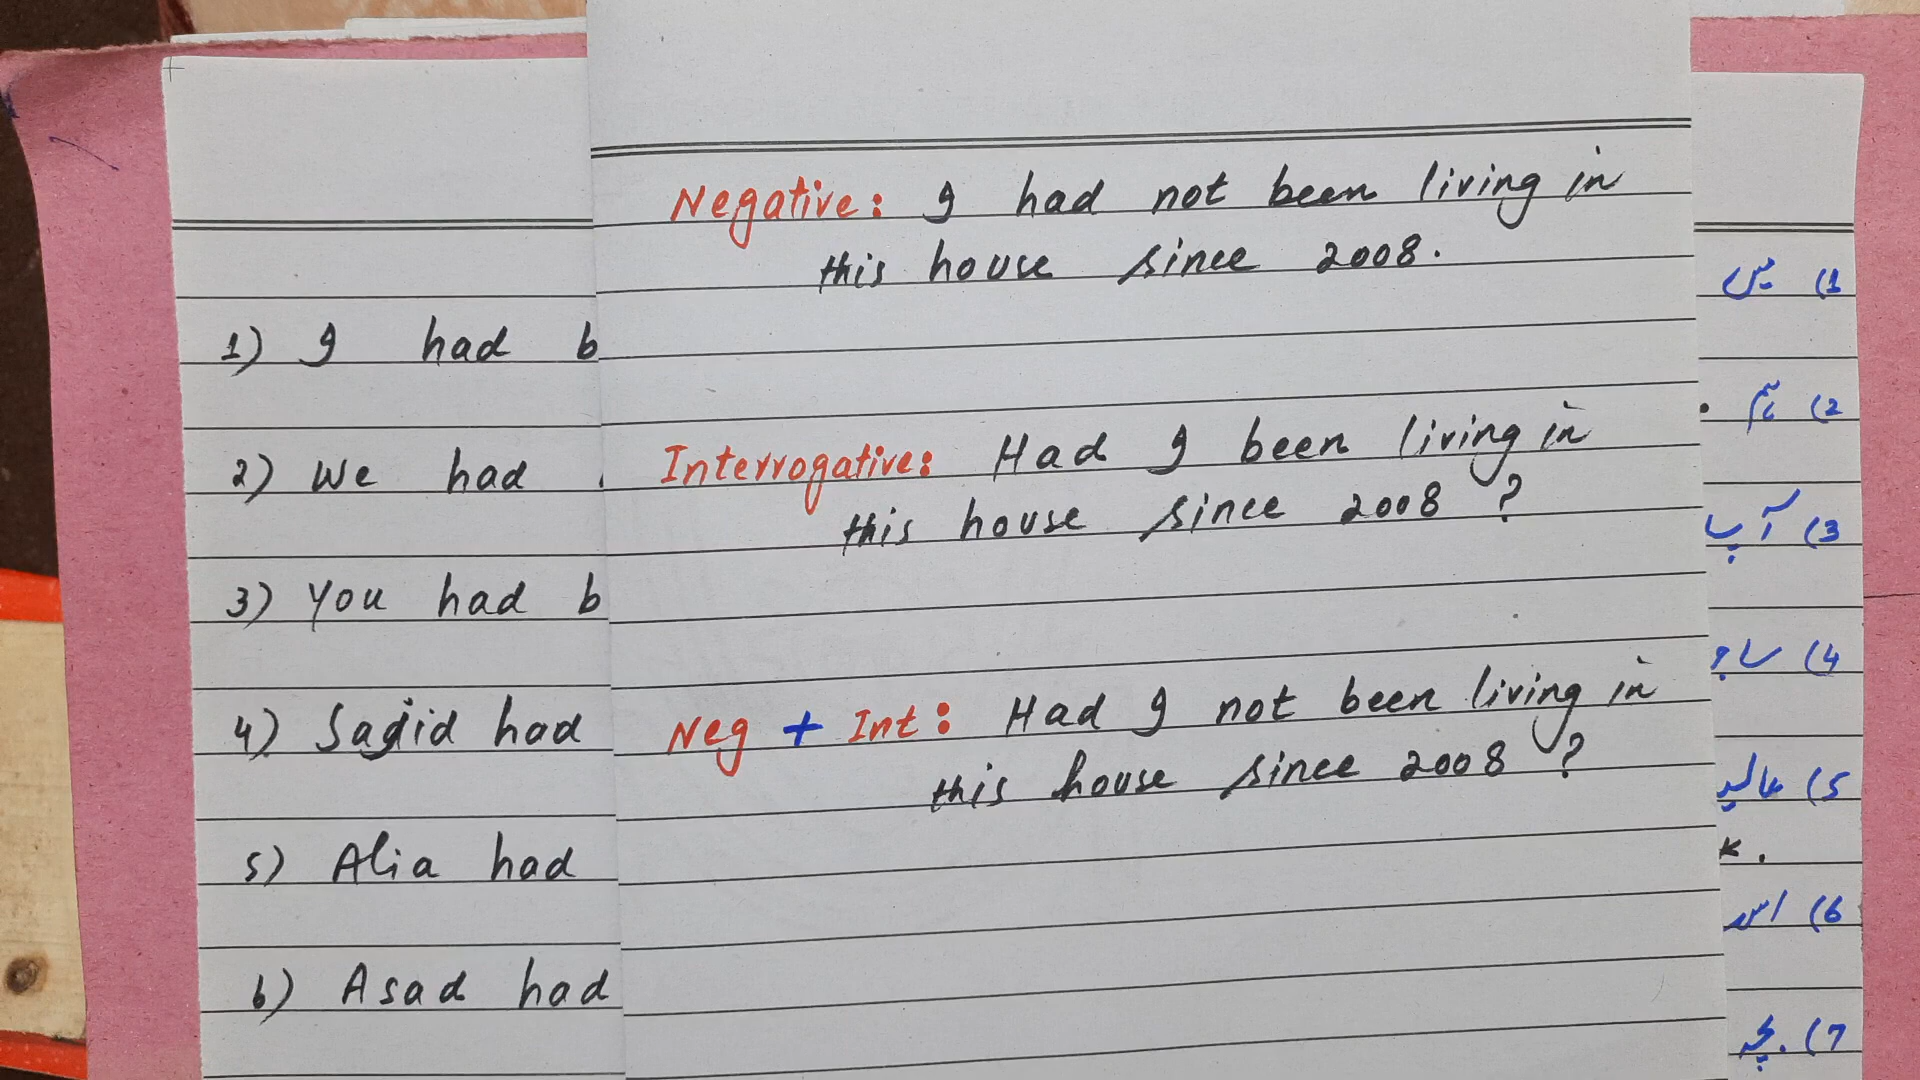 Negative: I had not been living in
this house since 2008.
Interrogative: Had I been living in
this house since 2008 ?
Neg + Int: Had I not been living in
this house since 2008 ?
1) I had b
2) We had
3) You had b
4) Sajid had
5) Alia had
6) Asad had
1) میں
2) ہم
3) آپ
4)
5) عالیہ
6)
7)